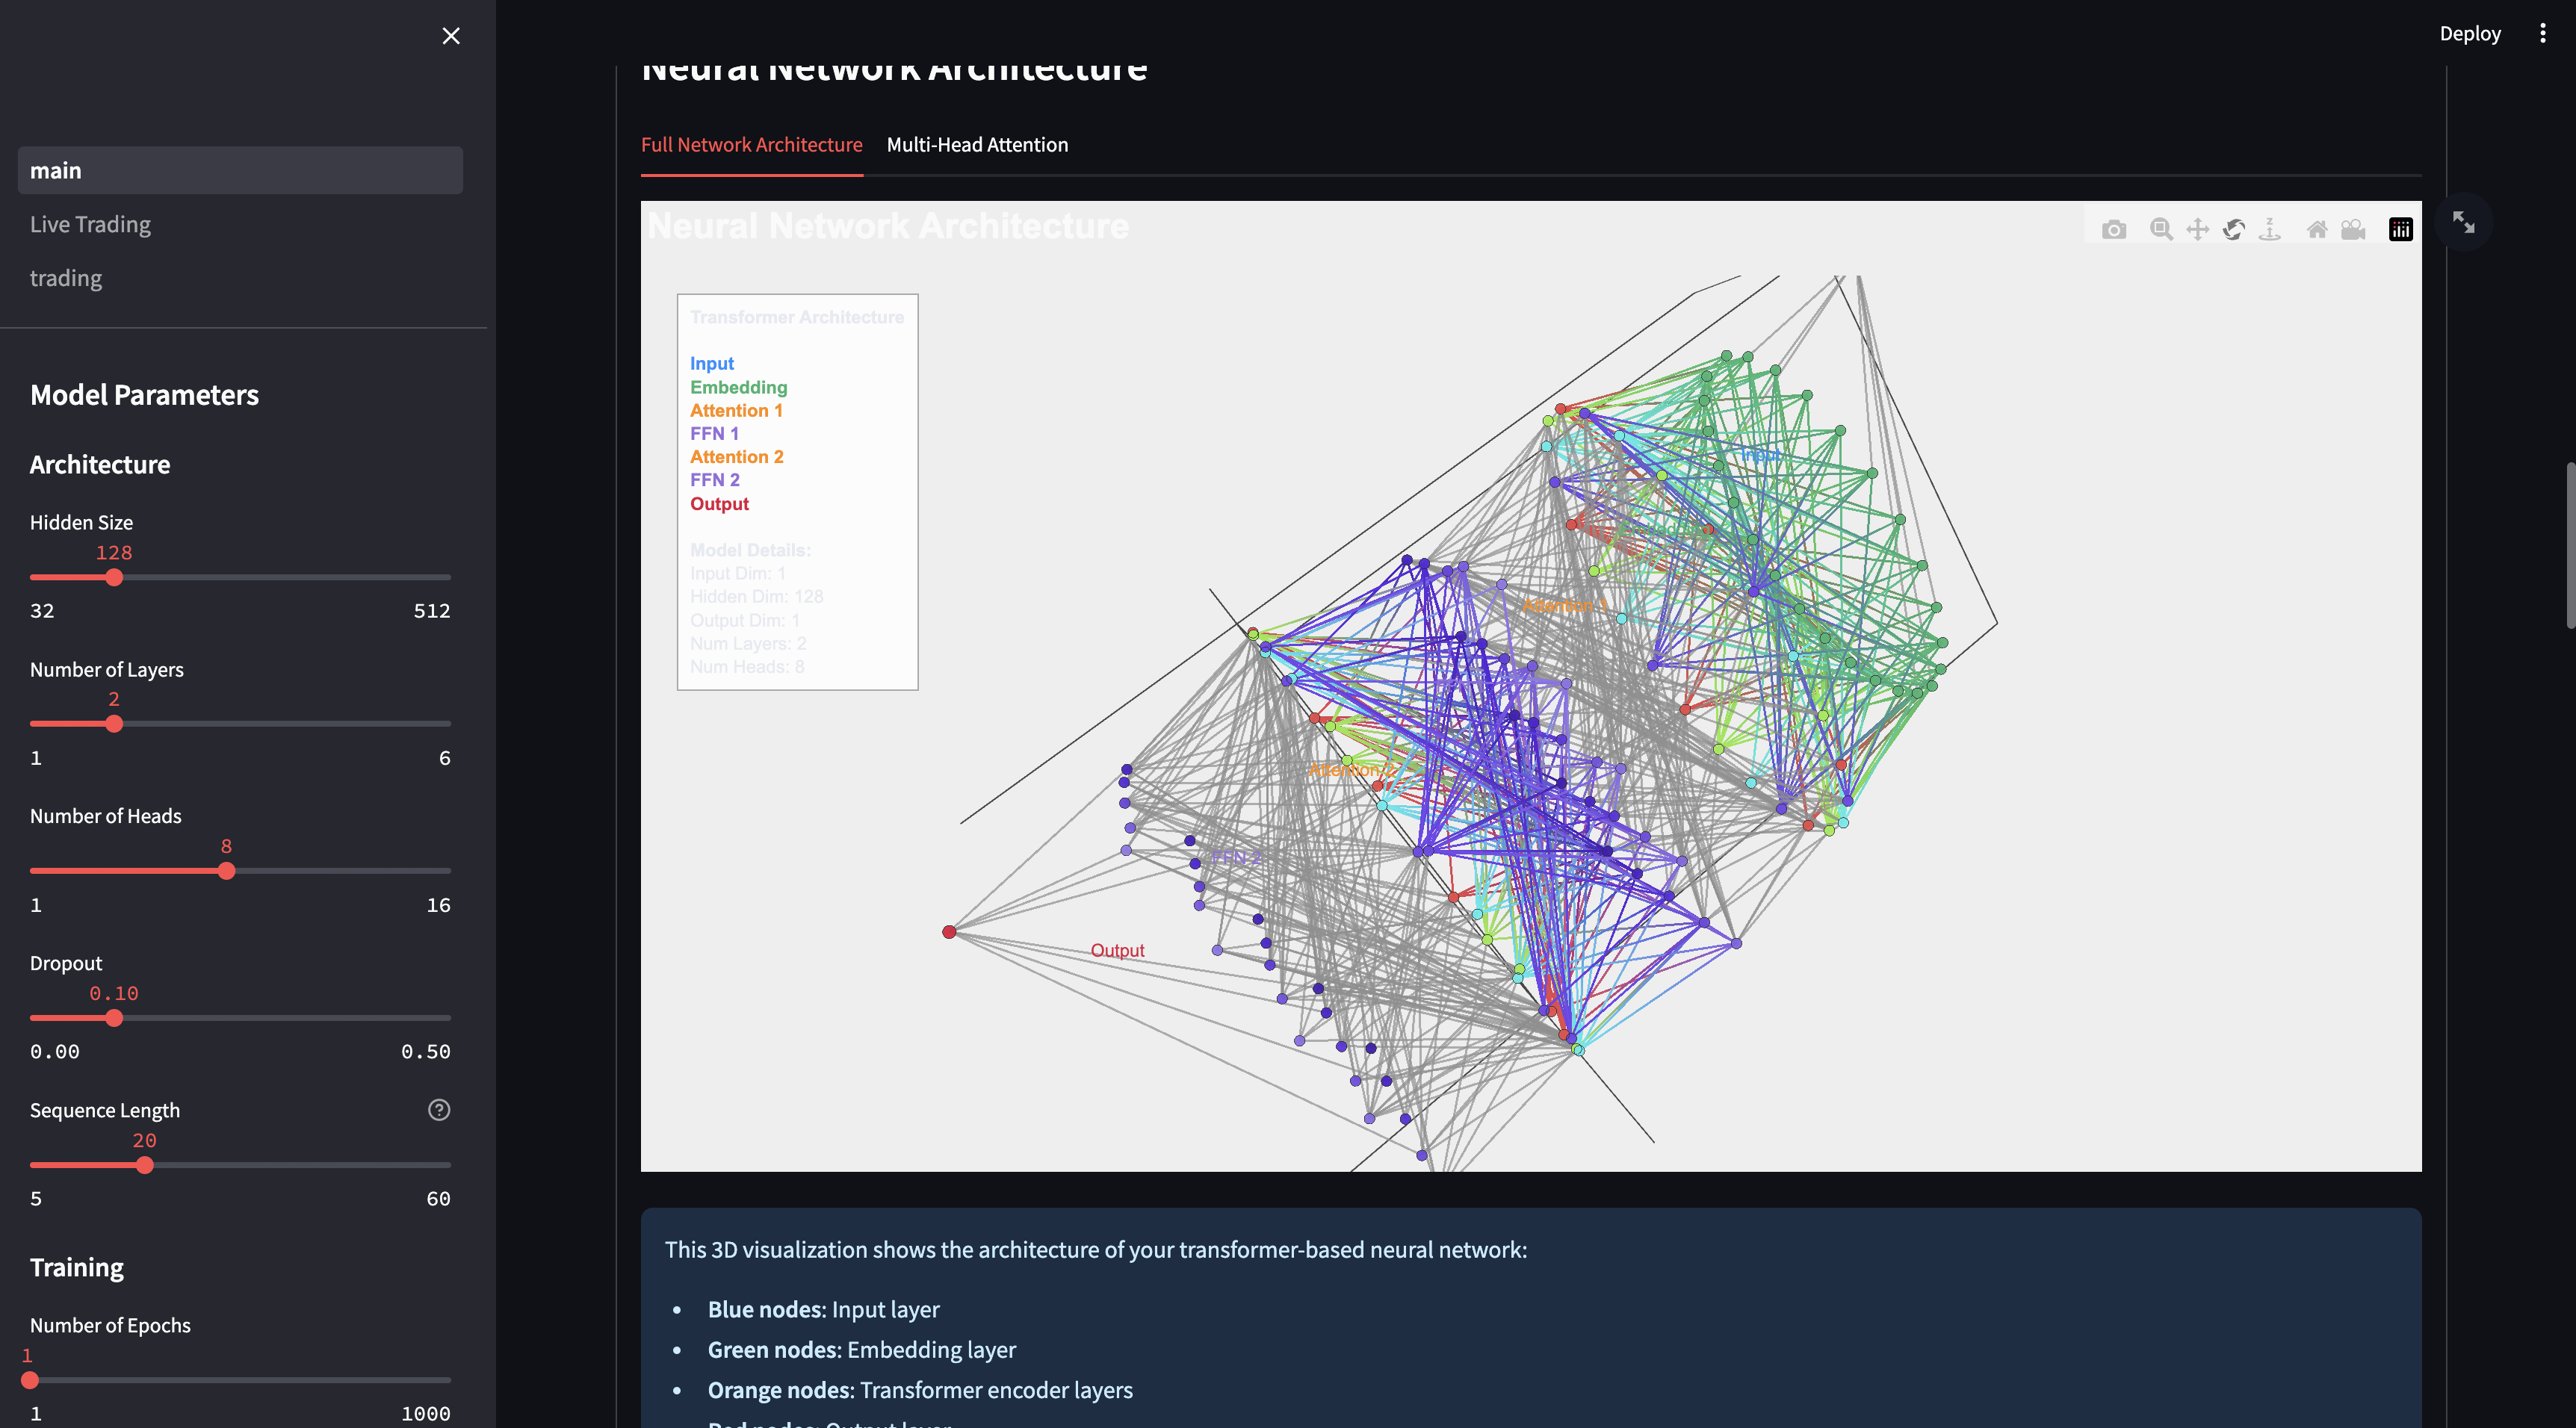 Deploy
main
Live Trading
trading
Model Parameters
Architecture
Hidden Size
128
32 512
Number of Layers
2
1 6
Number of Heads
8
1 16
Dropout
0.10
0.00 0.50
Sequence Length
20
5 60
Training
Number of Epochs
1
1 1000
Neural Network Architecture
Full Network Architecture Multi-Head Attention
Neural Network Architecture
Transformer Architecture
Input
Embedding
Attention 1
FFN 1
Attention 2
FFN 2
Output
Model Details:
Input Dim: 1
Hidden Dim: 128
Output Dim: 1
Num Layers: 2
Num Heads: 8
Input
Attention 1
Attention 2
FFN 2
Output
This 3D visualization shows the architecture of your transformer-based neural network:
• Blue nodes: Input layer
• Green nodes: Embedding layer
• Orange nodes: Transformer encoder layers
Red nodes: Output layer